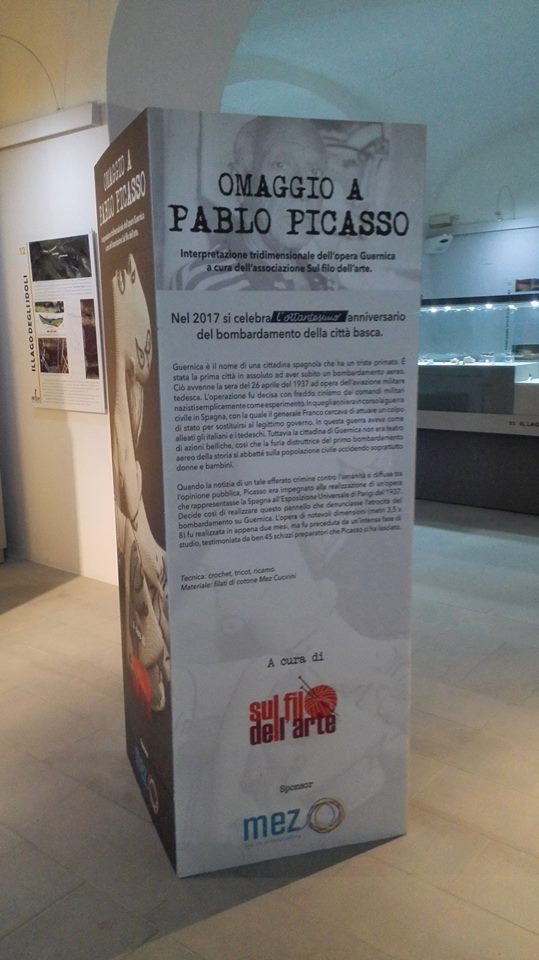 OMAGGIO A
PABLO PICASSO
Interpretazione tridimensionale dell'opera Guernica
a cura dell'associazione Sul filo dell'arte.
Nel 2017 si celebra l'ottantesimo anniversario
del bombardamento della città basca.
Guernica è il nome di una cittadina spagnola che ha un triste primato. È
stata la prima città in assoluto ad aver subito un bombardamento aereo.
Ciò avvenne la sera del 26 aprile del 1937 ad opera dell'aviazione militare
tedesca. L'operazione fu decisa con freddo cinismo dai comandi militari
nazisti semplicemente come esperimento. In quegli anni era in corso la guerra
civile in Spagna, con la quale il generale Franco cercava di attuare un colpo
di stato per sostituirsi al legittimo governo. In questa guerra aveva come
alleati gli italiani e i tedeschi. Tuttavia la cittadina di Guernica non era teatro
di azioni belliche, così che la furia distruttrice del primo bombardamento
aereo della storia si abbatté sulla popolazione civile uccidendo soprattutto
donne e bambini.
Quando la notizia di un tale efferato crimine contro l'umanità si diffuse tra
l'opinione pubblica, Picasso era impegnato alla realizzazione di un'opera
che rappresentasse la Spagna all'Esposizione Universale di Parigi del 1937.
Decide così di realizzare questo pannello che denunciasse l'atrocità del
bombardamento su Guernica. L'opera di notevoli dimensioni (metri 3,5 x
8) fu realizzata in appena due mesi, ma fu preceduta da un'intensa fase di
studio, testimoniata da ben 45 schizzi preparatori che Picasso ci ha lasciato.
Tecnica: crochet, tricot, ricamo.
Materiale: filati di cotone Mez Cucirini
A cura di
sul filo
dell'arte
Sponsor
mez
OMAGGIO A
PABLO PICASSO
12
IL LAGO DEGLI IDOLI